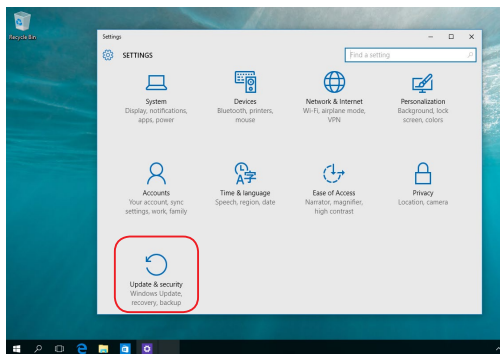 Recycle Bin
Settings
SETTINGS
Find a setting
System
Display, notifications,
apps, power
Devices
Bluetooth, printers,
mouse
Network & Internet
Wi-Fi, airplane mode,
VPN
Personalization
Background, lock
screen, colors
Accounts
Your account, sync
settings, work, family
Time & language
Speech, region, date
Ease of Access
Narrator, magnifier,
high contrast
Privacy
Location, camera
Update & security
Windows Update,
recovery, backup